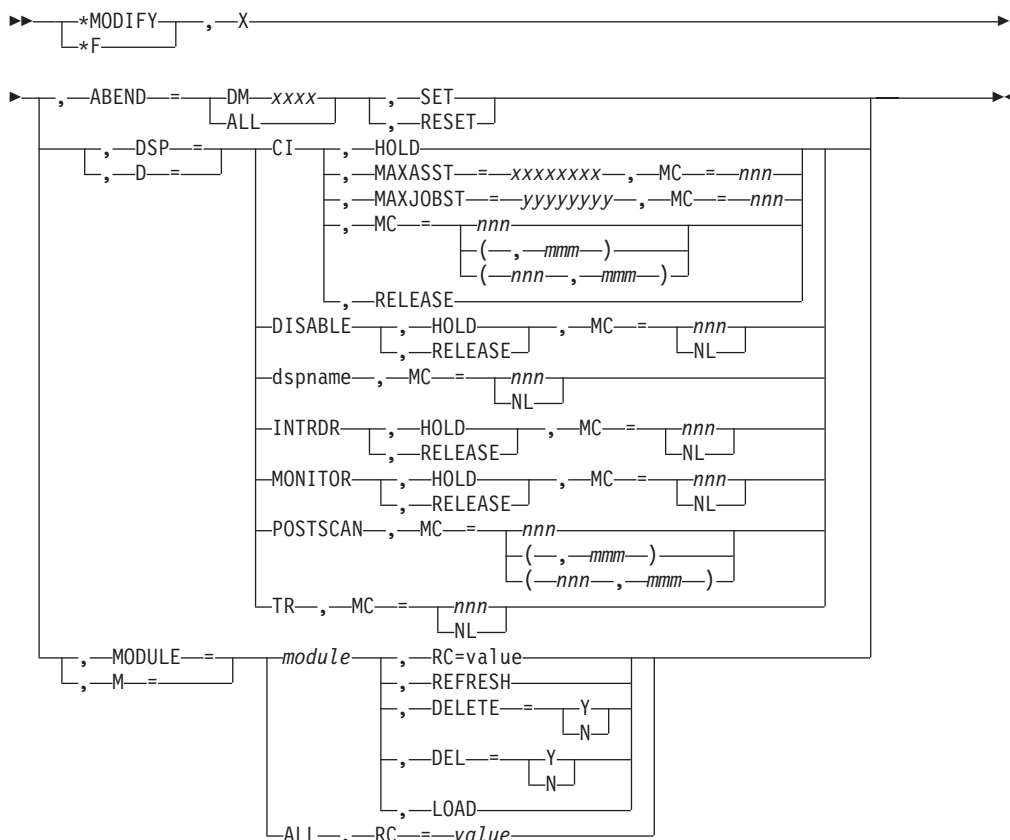 *MODIFY , X
*F
, ABEND = DM xxxx , SET
ALL , RESET
, DSP = CI , HOLD
, D= , MAXASST = xxxxxxxx , MC = nnn
, MAXJOBST = yyyyyyyy , MC = nnn
, MC = nnn
( , mmm )
( nnn , mmm )
, RELEASE
DISABLE , HOLD , MC = nnn
, RELEASE NL
dspname , MC = nnn
NL
INTRDR , HOLD , MC = nnn
, RELEASE NL
MONITOR , HOLD , MC = nnn
, RELEASE NL
POSTSCAN , MC = nnn
( , mmm )
( nnn , mmm )
TR , MC = nnn
NL
, MODULE = module , RC=value
, M = , REFRESH
, DELETE = Y
N
, DEL = Y
N
, LOAD
ALL , RC = value